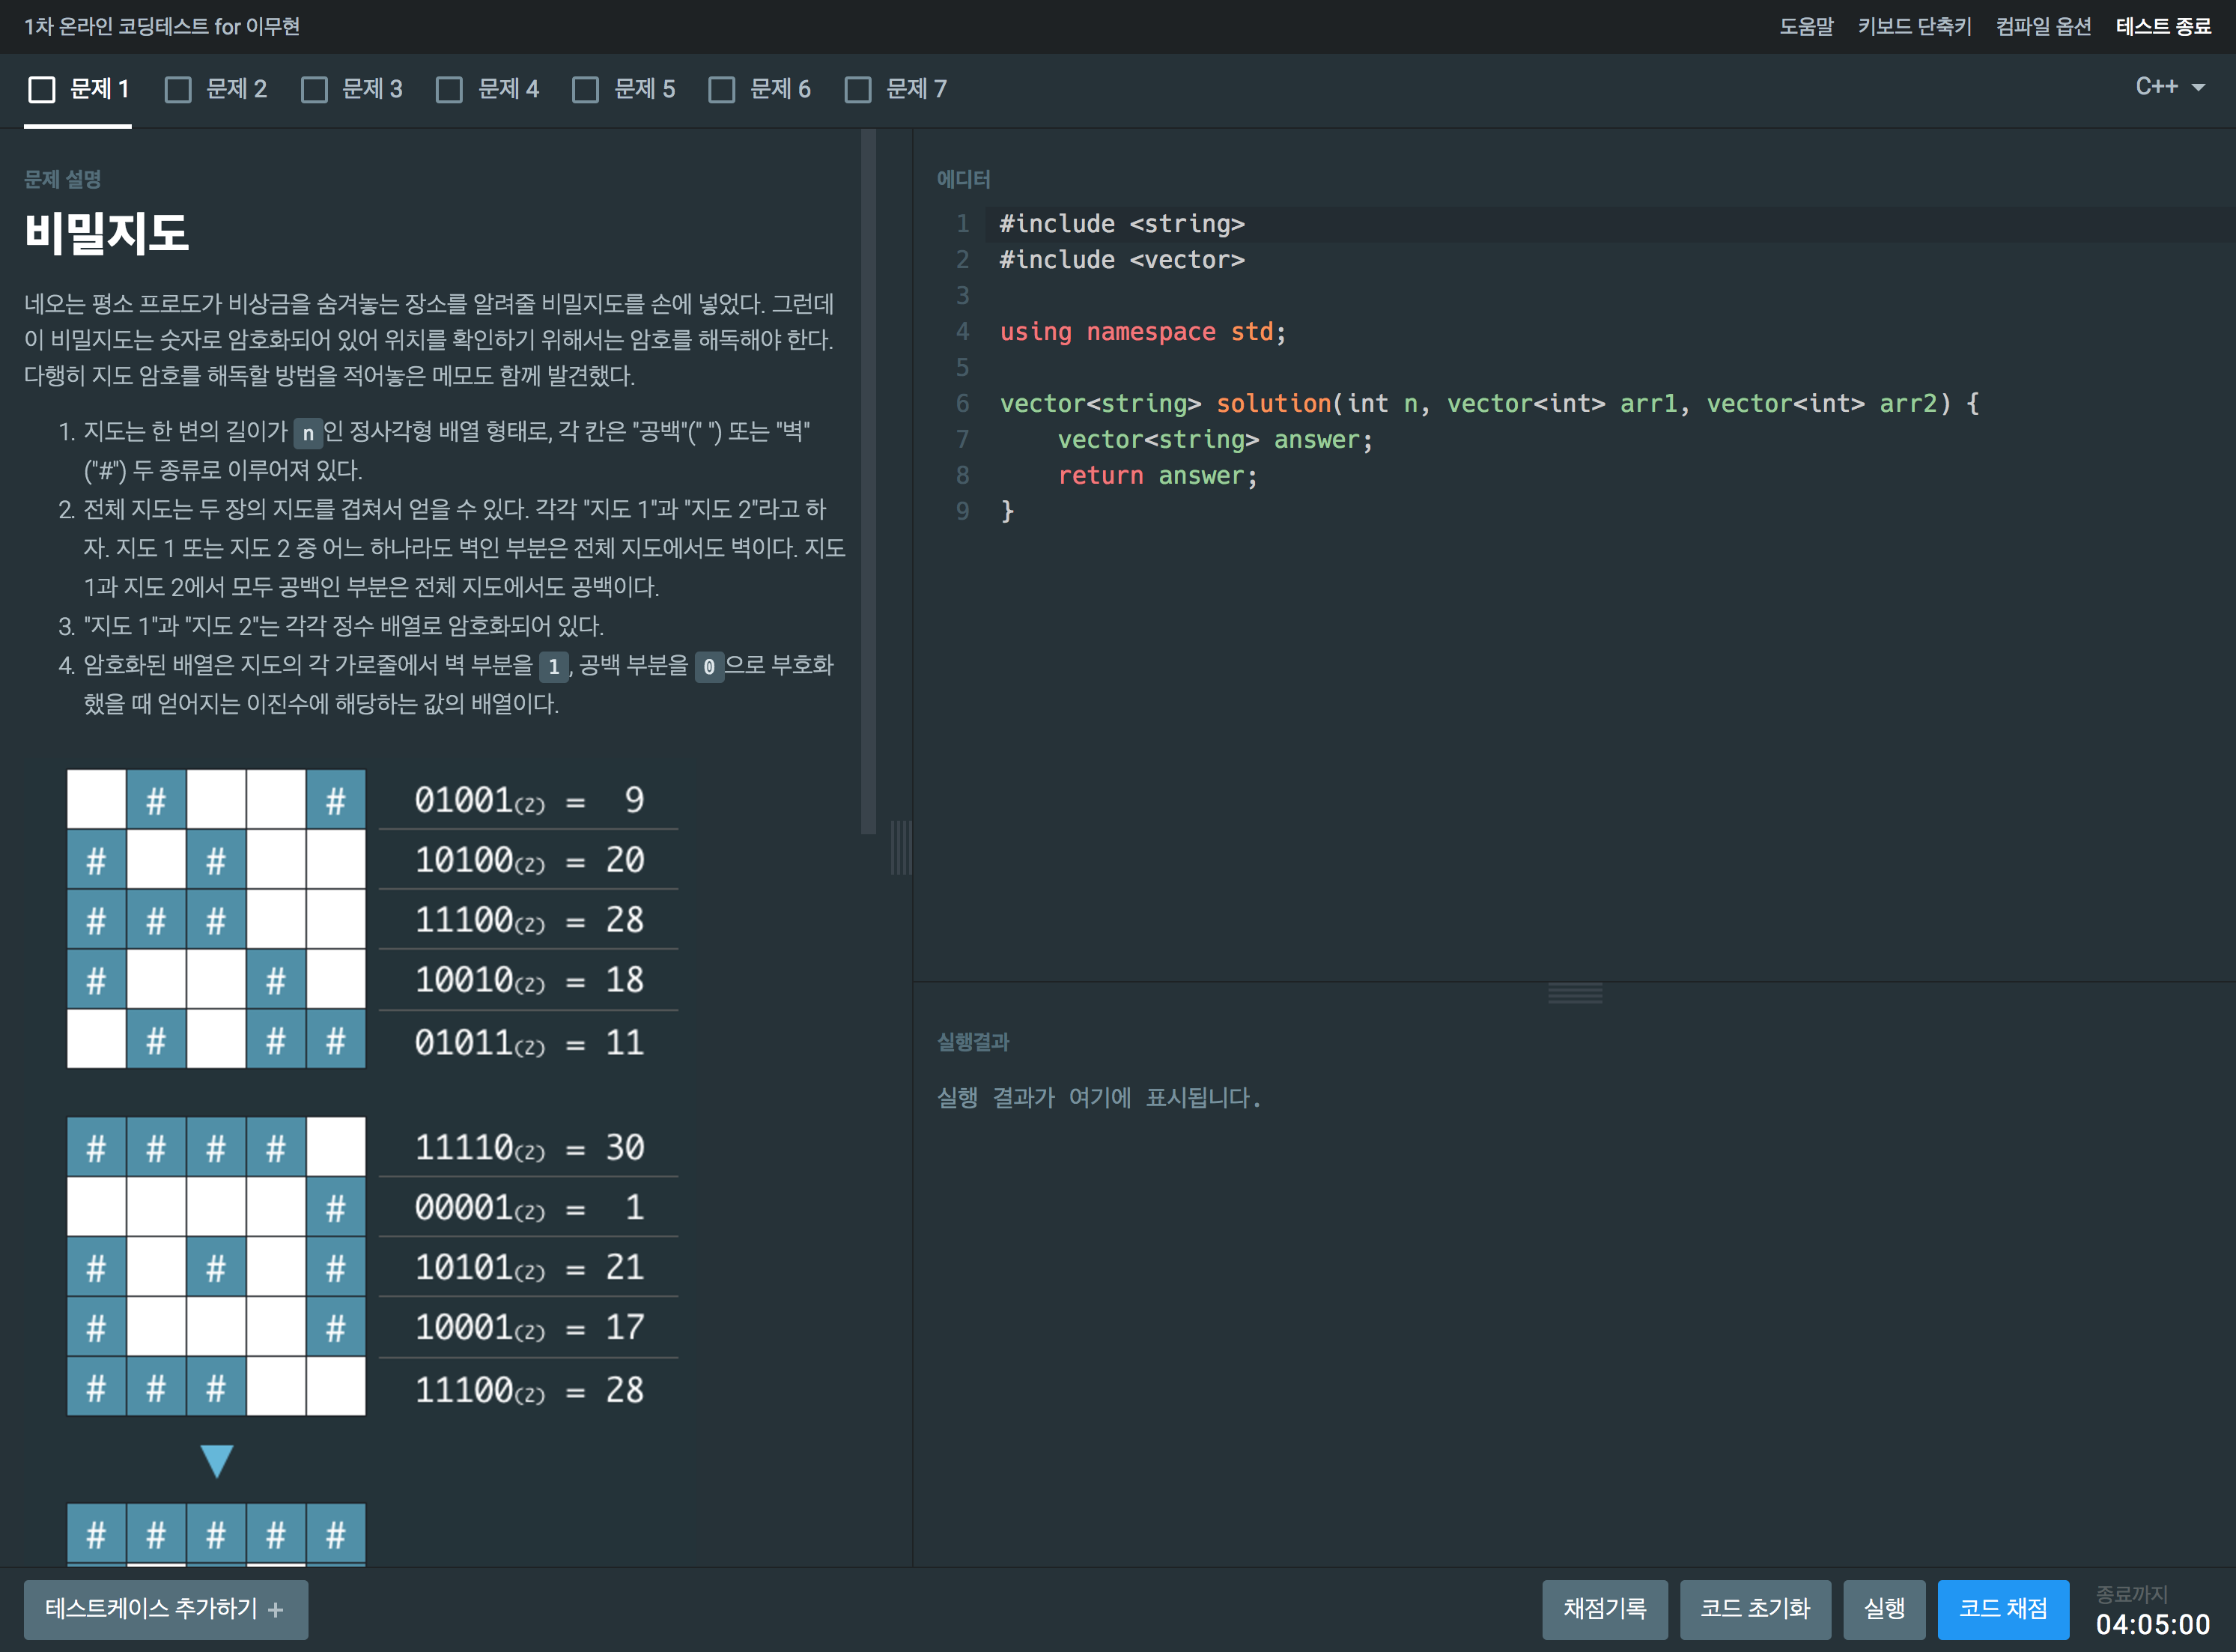 1차 온라인 코딩테스트 for 이무현
도움말 키보드 단축키 컴파일 옵션 테스트 종료
문제 1 문제 2 문제 3 문제 4 문제 5 문제 6 문제 7
C++
문제 설명
비밀지도
네오는 평소 프로도가 비상금을 숨겨놓는 장소를 알려줄 비밀지도를 손에 넣었다. 그런데
이 비밀지도는 숫자로 암호화되어 있어 위치를 확인하기 위해서는 암호를 해독해야 한다.
다행히 지도 암호를 해독할 방법을 적어놓은 메모도 함께 발견했다.
1. 지도는 한 변의 길이가 n인 정사각형 배열 형태로, 각 칸은 "공백"(" ") 또는 "벽"
("#") 두 종류로 이루어져 있다.
2. 전체 지도는 두 장의 지도를 겹쳐서 얻을 수 있다. 각각 "지도 1"과 "지도 2"라고 하
자. 지도 1 또는 지도 2 중 어느 하나라도 벽인 부분은 전체 지도에서도 벽이다. 지도
1과 지도 2에서 모두 공백인 부분은 전체 지도에서도 공백이다.
3. "지도 1"과 "지도 2"는 각각 정수 배열로 암호화되어 있다.
4. 암호화된 배열은 지도의 각 가로줄에서 벽 부분을 1, 공백 부분을 0으로 부호화
했을 때 얻어지는 이진수에 해당하는 값의 배열이다.
# # 01001(2) = 9
# # 10100(2) = 20
# # # 11100(2) = 28
# # 10010(2) = 18
# # # 01011(2) = 11
# # # # 11110(2) = 30
# 00001(2) = 1
# # # 10101(2) = 21
# # 10001(2) = 17
# # # 11100(2) = 28
# # # # #
테스트케이스 추가하기 +
에디터
1 #include <string>
2 #include <vector>
3
4 using namespace std;
5
6 vector<string> solution(int n, vector<int> arr1, vector<int> arr2) {
7 vector<string> answer;
8 return answer;
9 }
실행결과
실행 결과가 여기에 표시됩니다.
채점기록 코드 초기화 실행 코드 채점
종료까지
04:05:00